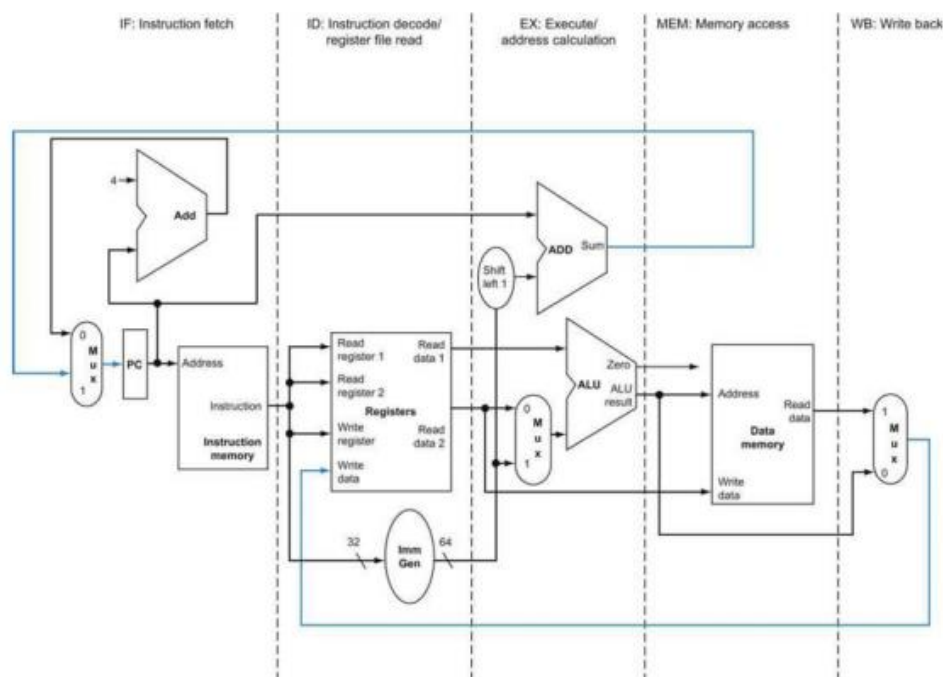 IF: Instruction fetch
ID: Instruction decode/
register file read
EX: Execute/
address calculation
MEM: Memory access
WB: Write back
4
Add
ADD
Sum
Shift
left 1
0
M
u
x
1
PC
Address
Instruction
Instruction
memory
Read
register 1
Read
register 2
Write
register
Write
data
Registers
Read
data 1
Read
data 2
0
M
u
x
1
Zero
ALU
ALU
result
Address
Write
data
Data
memory
Read
data
1
M
u
x
0
32
Imm
Gen
64